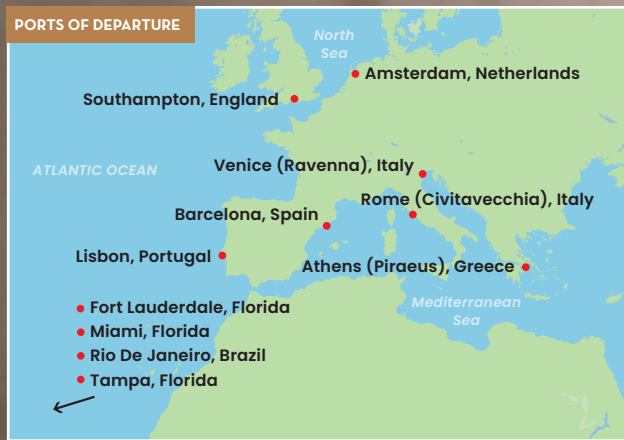 PORTS OF DEPARTURE
North
Sea
Amsterdam, Netherlands
Southampton, England
ATLANTIC OCEAN
Venice (Ravenna), Italy
Rome (Civitavecchia), Italy
Barcelona, Spain
Lisbon, Portugal
Athens (Piraeus), Greece
Mediterranean
Sea
Fort Lauderdale, Florida
Miami, Florida
Rio De Janeiro, Brazil
Tampa, Florida